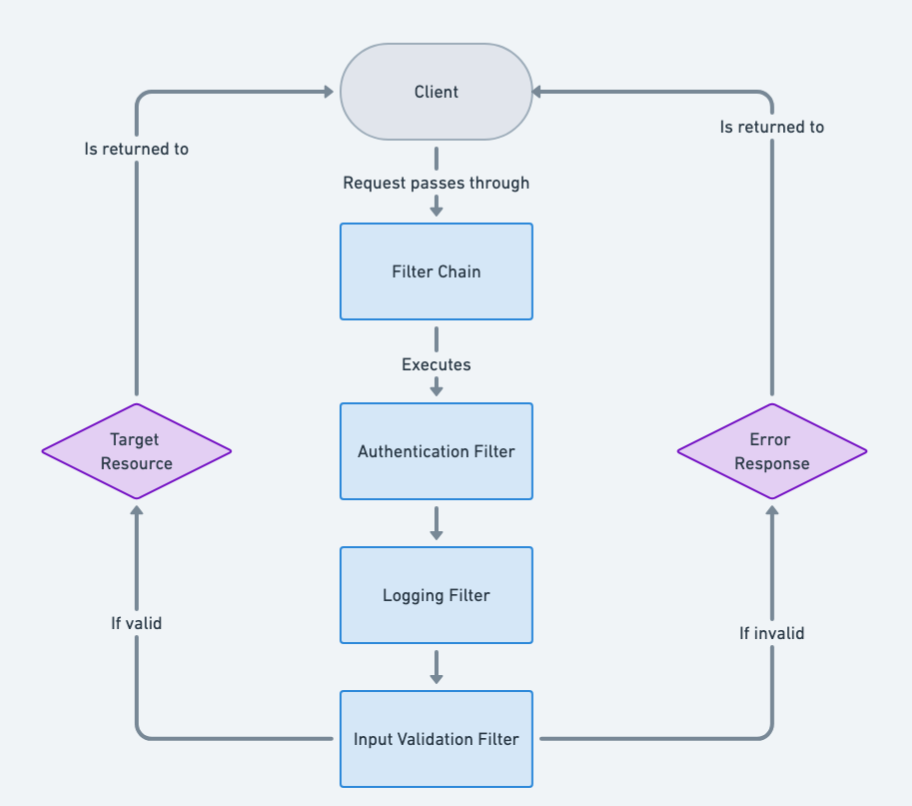 Client
Is returned to
Is returned to
Request passes through
Filter Chain
Executes
Target
Resource
Authentication Filter
Error
Response
Logging Filter
If valid
If invalid
Input Validation Filter